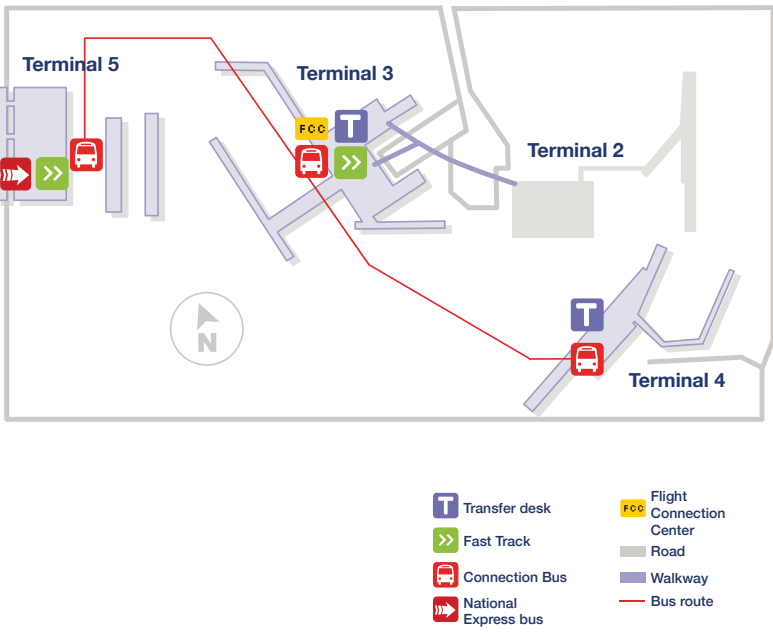 Terminal 5
Terminal 3
FCC
T
Terminal 2
T
N
Terminal 4
T
Transfer desk
Fast Track
Connection Bus
National
Express bus
FCC
Flight
Connection
Center
Road
Walkway
Bus route